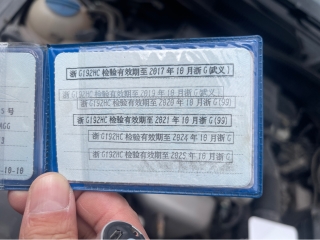 浙G192HC 检验有效期至2017年10月浙G(武义)
浙G192HC 检验有效期至2019年10月浙G(武义)
浙G192HC 检验有效期至2020年10月浙G(99)
浙G192HC 检验有效期至2021年10月浙G(99)
浙G192HC 检验有效期至2024年10月浙G
浙G192HC 检验有效期至2025年10月浙G
号
-10-10